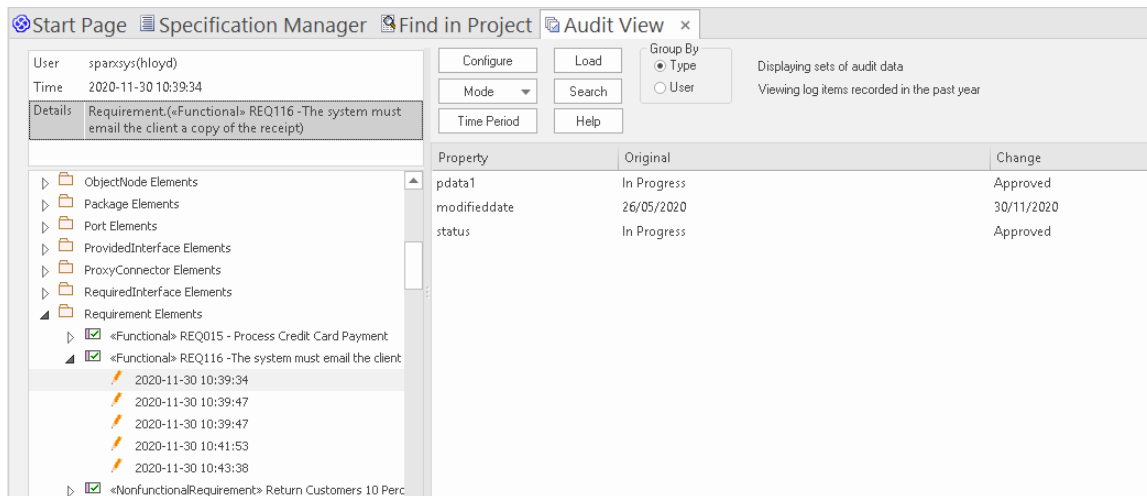 Start Page Specification Manager Find in Project Audit View ×
User sparxsys(hloyd)
Time 2020-11-30 10:39:34
Details Requirement.(«Functional» REQ116 -The system must
email the client a copy of the receipt)
Configure Load Group By
Type
Mode Search User
Time Period Help
Displaying sets of audit data
Viewing log items recorded in the past year
ObjectNode Elements
Package Elements
Port Elements
ProvidedInterface Elements
ProxyConnector Elements
RequiredInterface Elements
Requirement Elements
«Functional» REQ015 - Process Credit Card Payment
«Functional» REQ116 -The system must email the client
2020-11-30 10:39:34
2020-11-30 10:39:47
2020-11-30 10:39:47
2020-11-30 10:41:53
2020-11-30 10:43:38
«NonfunctionalRequirement» Return Customers 10 Perc
Property Original Change
pdata1 In Progress Approved
modifieddate 26/05/2020 30/11/2020
status In Progress Approved